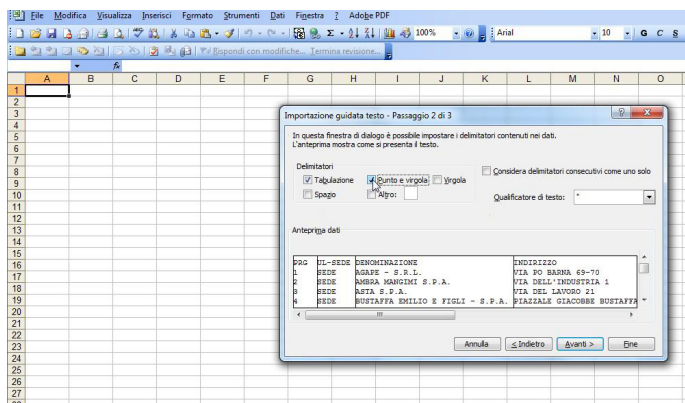 File Modifica Visualizza Inserisci Formato Strumenti Dati Finestra ? Adobe PDF
100% Arial 10 G C S
Rispondi con modifiche... Termina revisione...
fx
A B C D E F G H I J K L M N O
1
2
3
Importazione guidata testo - Passaggio 2 di 3
4
5
In questa finestra di dialogo è possibile impostare i delimitatori contenuti nei dati.
L'anteprima mostra come si presenta il testo.
6
7
Delimitatori
8
Tabulazione Punto e virgola Virgola
Considera delimitatori consecutivi come uno solo
9
Spazio Altro:
Qualificatore di testo: "
10
11
12
13
Anteprima dati
14
15
PRG UL-SEDE DENOMINAZIONE INDIRIZZO
16
1 SEDE AGAPE - S.R.L. VIA PO BARNA 69-70
17
2 SEDE AMBRA MANGIMI S.P.A. VIA DELL'INDUSTRIA 1
18
3 SEDE ASTA S.P.A. VIA DEL LAVORO 21
19
4 SEDE BUSTAFFA EMILIO E FIGLI - S.P.A. PIAZZALE GIACOBBE BUSTAFFA
20
21
22
23
Annulla < Indietro Avanti > Fine
24
25
26
27